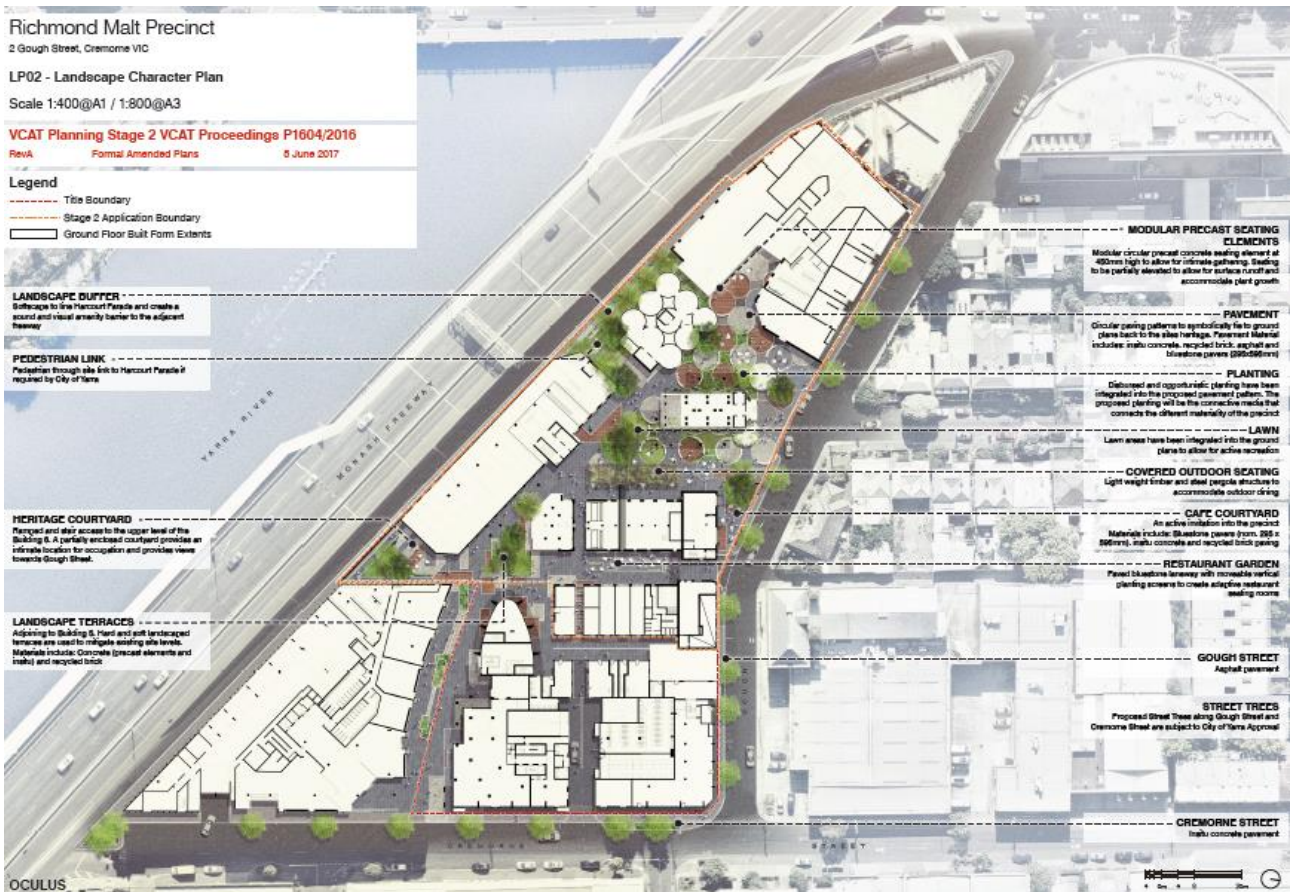 Richmond Malt Precinct
2 Gough Street, Cremorne VIC
LP02 - Landscape Character Plan
Scale 1:400@A1 / 1:800@A3
VCAT Planning Stage 2 VCAT Proceedings P1604/2016
RevA Formal Amended Plans 8 June 2017
Legend
Title Boundary
Stage 2 Application Boundary
Ground Floor Built Form Extents
LANDSCAPE BUFFER
Softscape to line Harcourt Parade and create a
sound and visual amenity barrier to the adjacent
freeway
PEDESTRIAN LINK
Pedestrian through site link to Harcourt Parade if
required by City of Yarra
YARRA RIVER
MONASH FREEWAY
HERITAGE COURTYARD
Ramped and stair access to the upper level of the
Building 6. A partially enclosed courtyard provides an
intimate location for occupation and provides views
towards Gough Street.
LANDSCAPE TERRACES
Adjoining to Building 5. Hard and soft landscaped
terraces are used to mitigate existing site levels.
Materials include: Concrete (precast elements and
insitu) and recycled brick
MODULAR PRECAST SEATING
ELEMENTS
Modular circular precast concrete seating element at
450mm high to allow for intimate gathering. Seating
to be partially elevated to allow for surface runoff and
accommodate plant growth
PAVEMENT
Circular paving patterns to symbolically tie to ground
plane back to the sites heritage. Pavement Material
includes: insitu concrete, recycled brick, asphalt and
bluestone pavers
PLANTING
Disbursed and opportunistic planting have been
integrated into the proposed pavement pattern. The
proposed planting will be the connective media that
connects the different materiality of the precinct
LAWN
Lawn areas have been integrated into the ground
plane to allow for active recreation
COVERED OUTDOOR SEATING
Light weight timber and steel pergola structure to
accommodate outdoor dining
CAFE COURTYARD
An active invitation into the precinct
Materials include: Bluestone pavers (nom.
insitu concrete and recycled brick paving
RESTAURANT GARDEN
Paved bluestone laneway with moveable vertical
planting screens to create adaptive restaurant
seating rooms
GOUGH STREET
Asphalt pavement
STREET TREES
Proposed Street Trees along Gough Street and
Cremorne Street are subject to City of Yarra Approval
CREMORNE STREET
Insitu concrete pavement
CREMORNE STREET
OCULUS